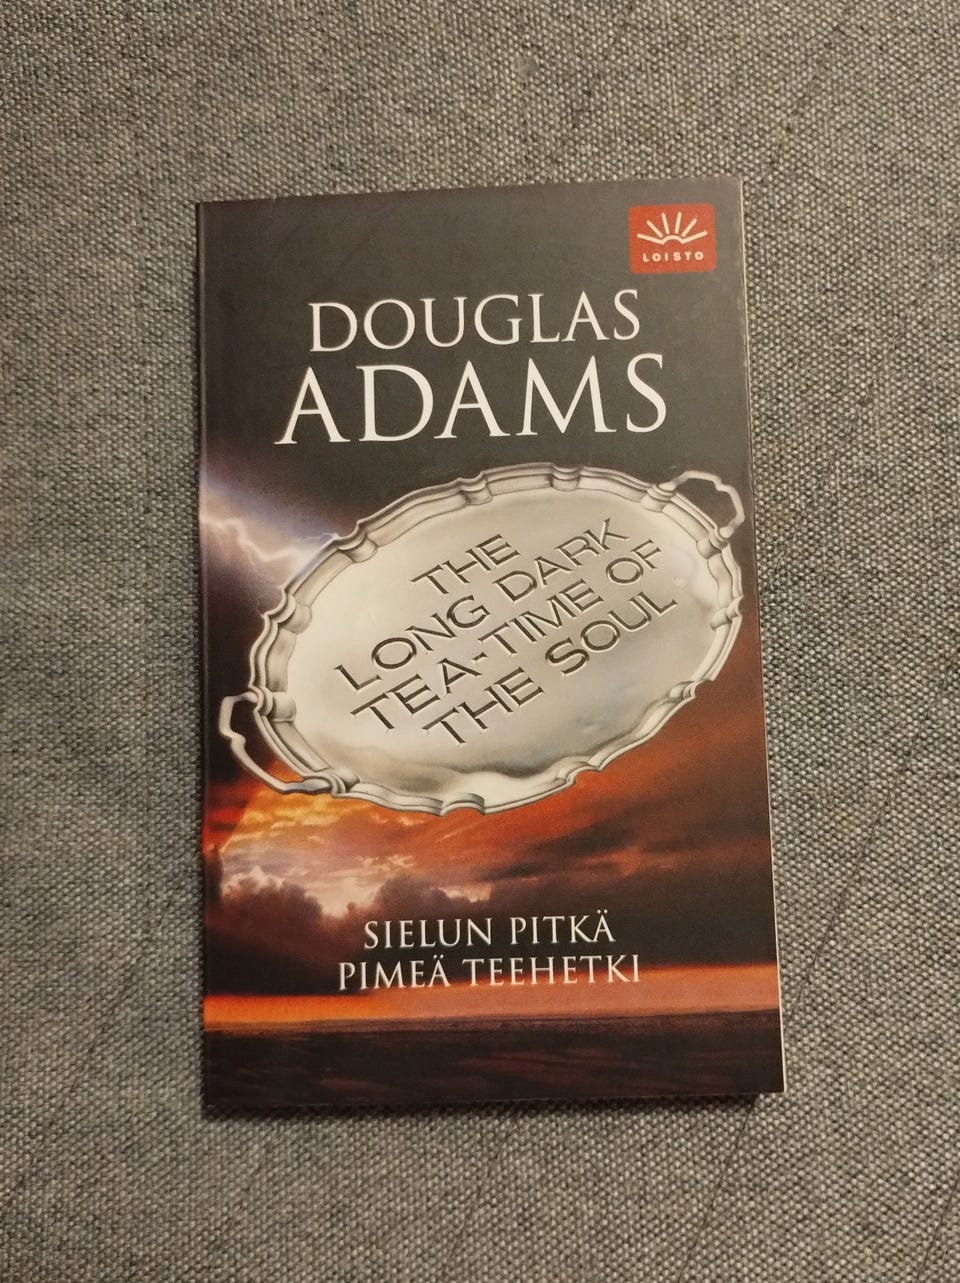 LOISTO
DOUGLAS
ADAMS
THE
LONG DARK
TEA-TIME OF
THE SOUL
SIELUN PITKÄ
PIMEÄ TEEHETKI